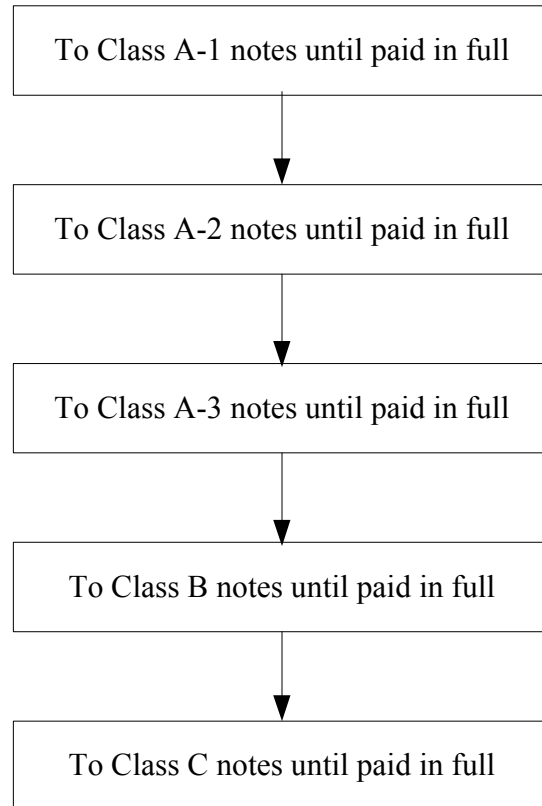 To Class A-1 notes until paid in full
To Class A-2 notes until paid in full
To Class A-3 notes until paid in full
To Class B notes until paid in full
To Class C notes until paid in full